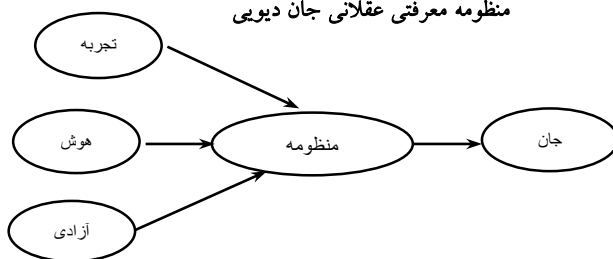 منظومه معرفتی عقلانی جان دیویی
تجربه
هوش
منظومه
جان
آزادی